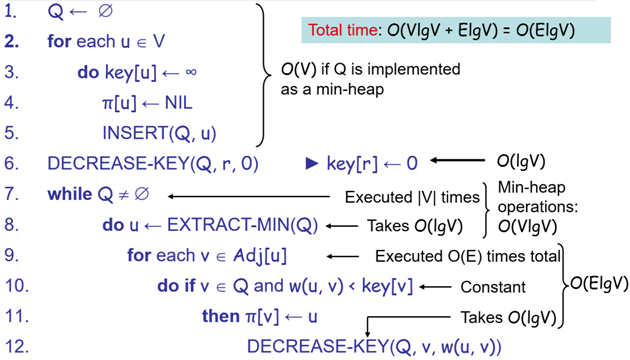 1. Q ← ∅
Total time: O(VlgV + ElgV) = O(ElgV)
2. for each u ∈ V
3. do key[u] ← ∞
O(V) if Q is implemented
as a min-heap
4. π[u] ← NIL
5. INSERT(Q, u)
6. DECREASE-KEY(Q, r, 0) ► key[r] ← 0 ← O(lgV)
7. while Q ≠ ∅ ← Executed |V| times
Min-heap
operations:
O(VlgV)
8. do u ← EXTRACT-MIN(Q) ← Takes O(lgV)
9. for each v ∈ Adj[u] ← Executed O(E) times total
10. do if v ∈ Q and w(u, v) < key[v] ← Constant
O(ElgV)
11. then π[v] ← u Takes O(lgV)
12. DECREASE-KEY(Q, v, w(u, v))